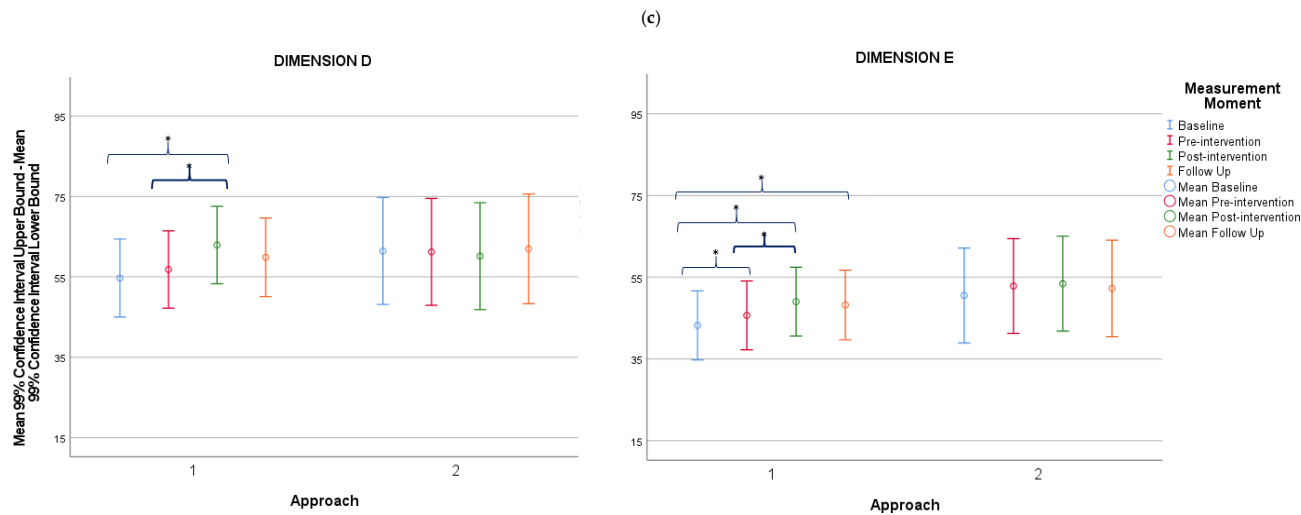 (c)
DIMENSION D
Mean 99% Confidence Interval Upper Bound - Mean
99% Confidence Interval Lower Bound
95
75
55
35
15
*
*
1
2
Approach
DIMENSION E
95
75
55
35
15
*
*
*
*
1
2
Approach
Measurement
Moment
Baseline
Pre-intervention
Post-intervention
Follow Up
Mean Baseline
Mean Pre-intervention
Mean Post-intervention
Mean Follow Up